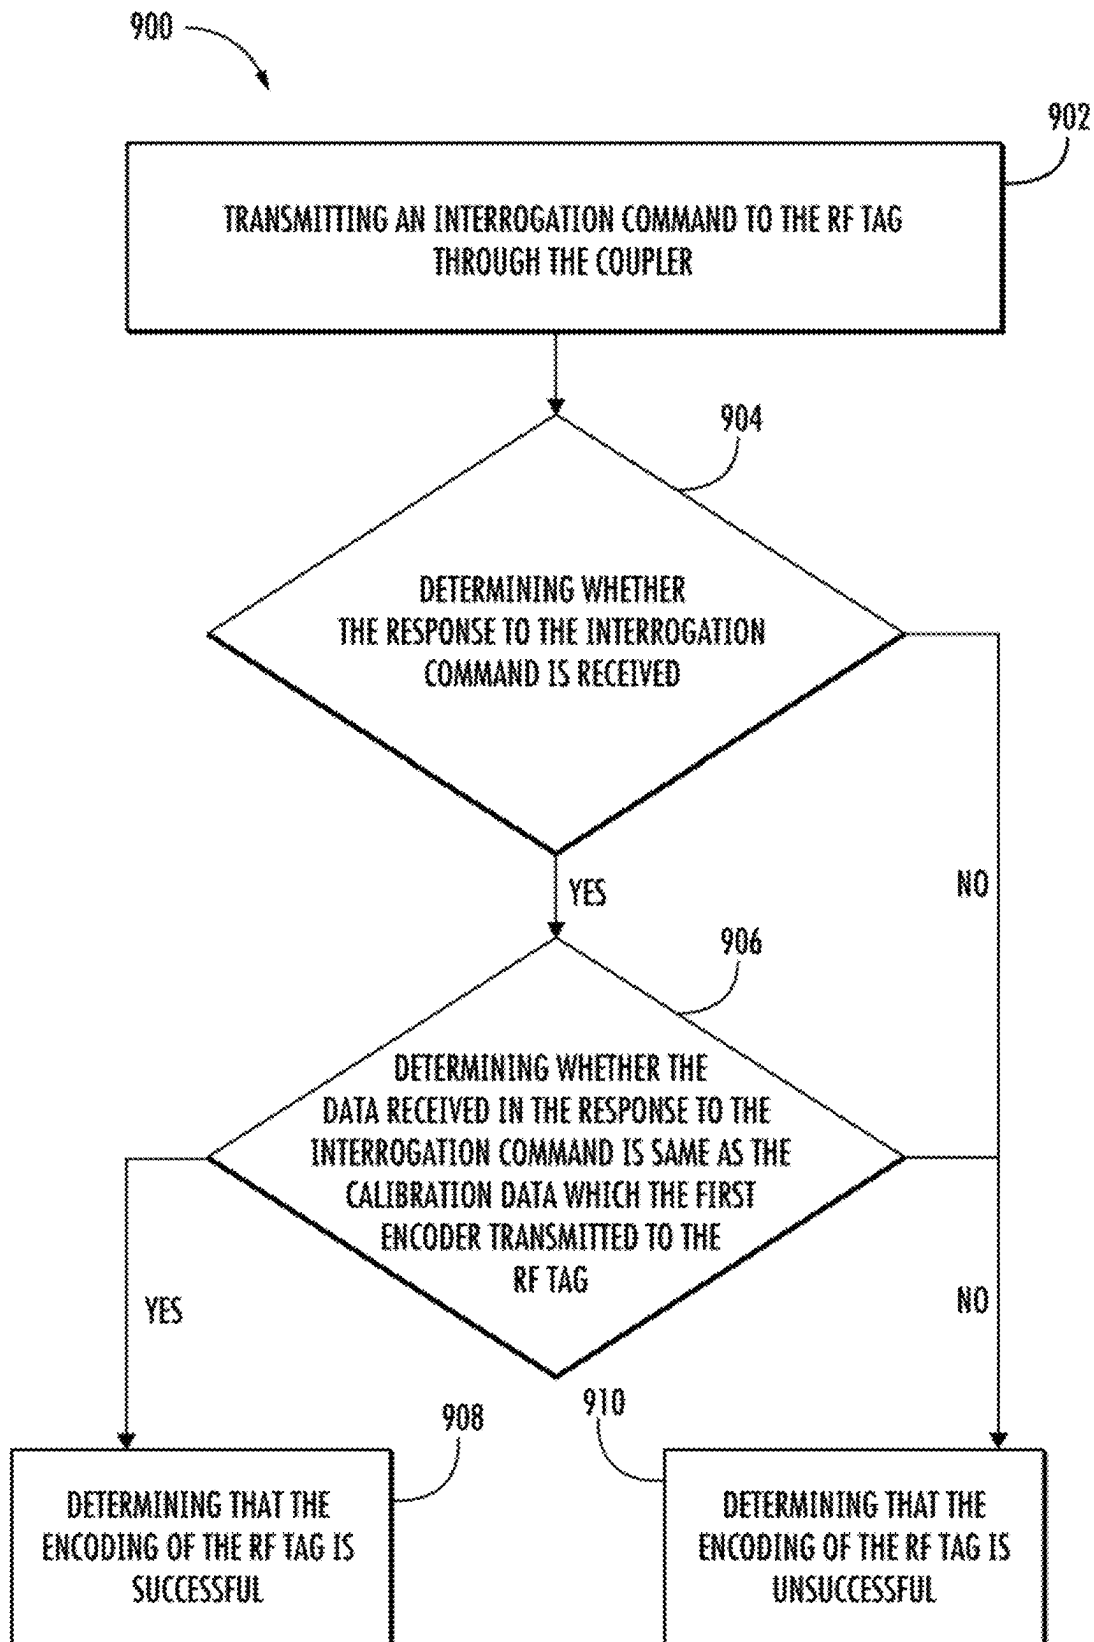 900
902
TRANSMITTING AN INTERROGATION COMMAND TO THE RF TAG
THROUGH THE COUPLER
904
DETERMINING WHETHER
THE RESPONSE TO THE INTERROGATION
COMMAND IS RECEIVED
NO
YES
906
DETERMINING WHETHER THE
DATA RECEIVED IN THE RESPONSE TO THE
INTERROGATION COMMAND IS SAME AS THE
CALIBRATION DATA WHICH THE FIRST
ENCODER TRANSMITTED TO THE
RF TAG
YES
NO
908
910
DETERMINING THAT THE
ENCODING OF THE RF TAG IS
SUCCESSFUL
DETERMINING THAT THE
ENCODING OF THE RF TAG IS
UNSUCCESSFUL